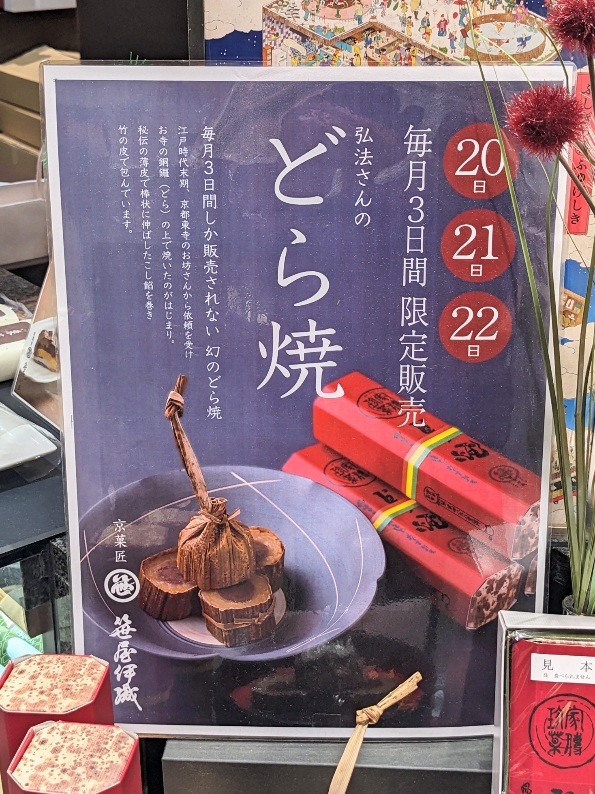 20日
21日
22日
毎月3日間 限定販売
弘法さんの
どら焼
毎月3日間しか販売されない 幻のどら焼
江戸時代末期、京都東寺のお坊さんから依頼を受け
お寺の銅鑼(どら)の上で焼いたのがはじまり。
秘伝の薄皮で棒状に伸ばしたこし餡を巻き
竹の皮で包んでいます。
京菓匠
笹屋伊織
見本